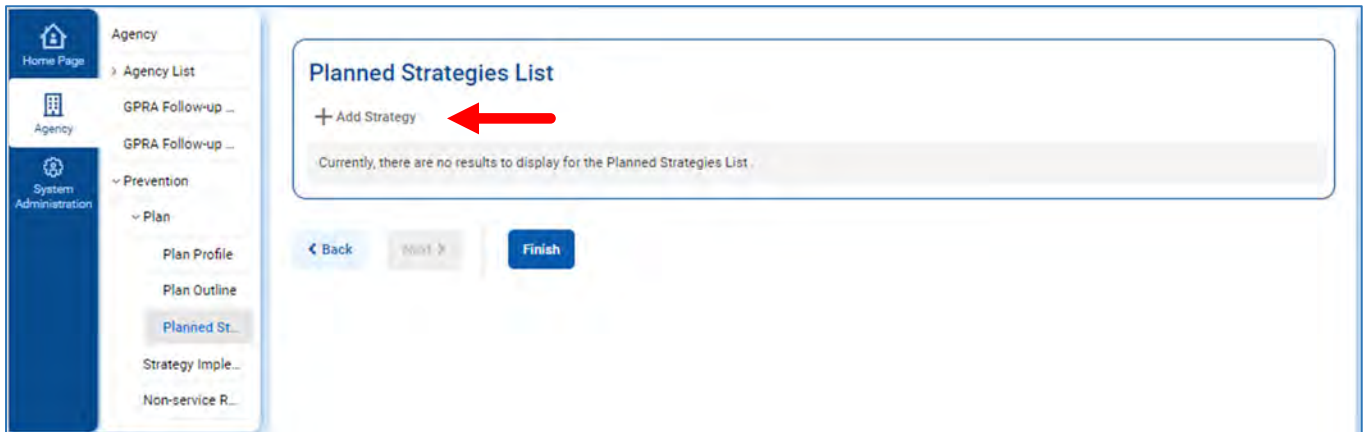 Home Page
Agency
System
Administration
Agency
Agency List
GPRA Follow-up ...
GPRA Follow-up ...
Prevention
Plan
Plan Profile
Plan Outline
Planned St...
Strategy Imple...
Non-service R...
Planned Strategies List
Add Strategy
Currently, there are no results to display for the Planned Strategies List .
Back
Next
Finish